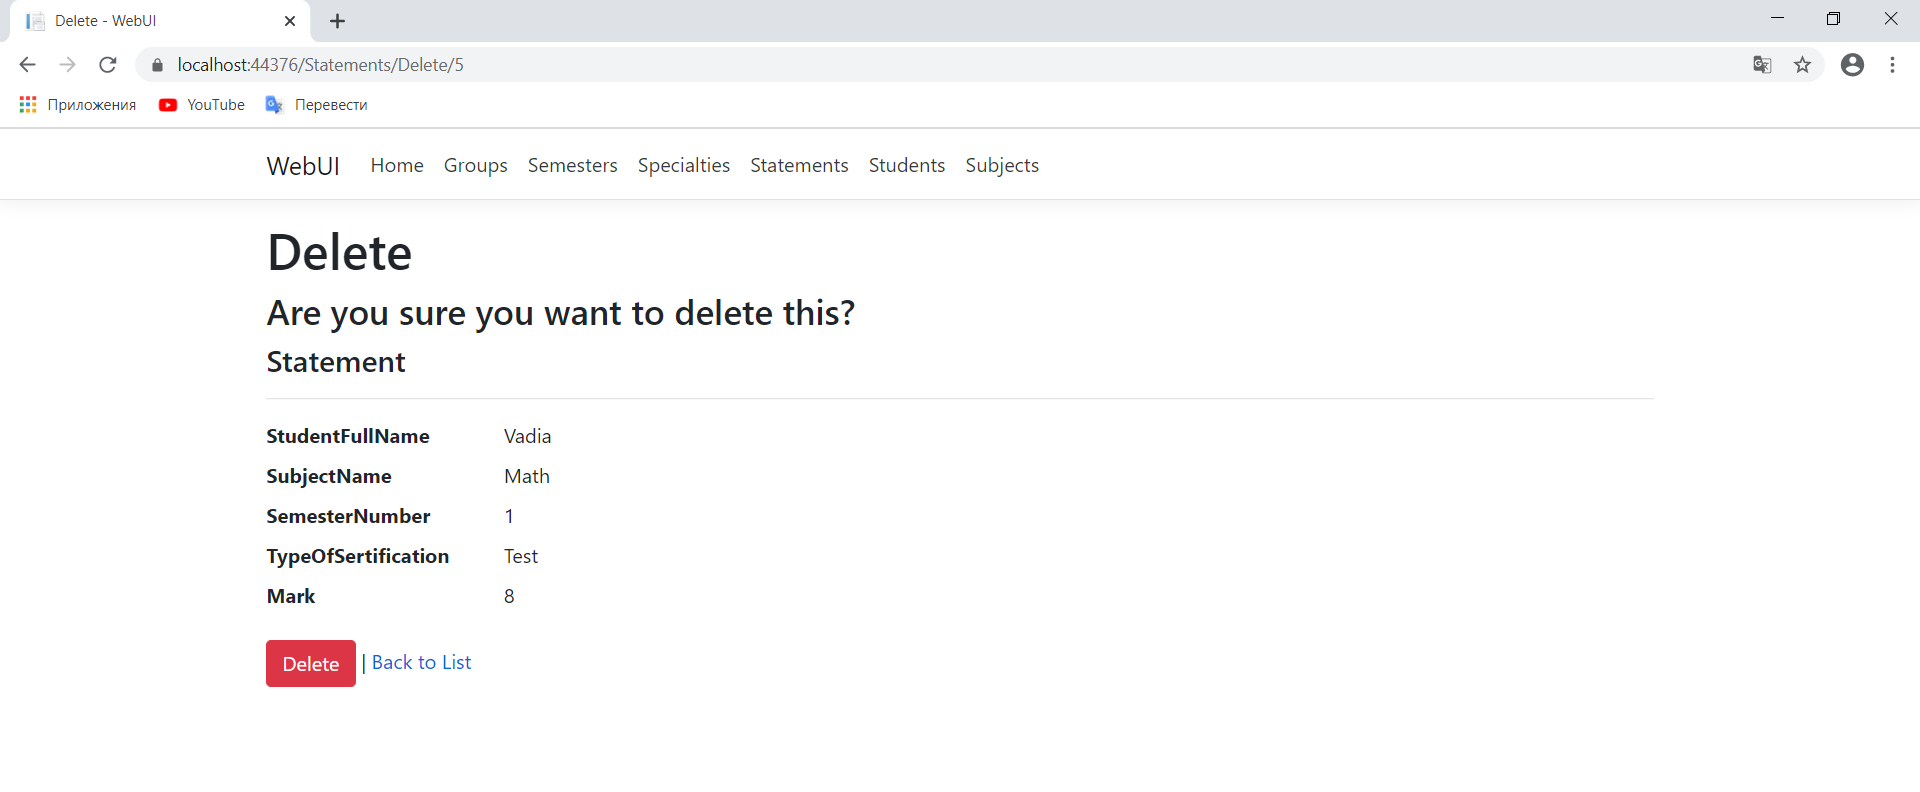 Delete - WebUI
localhost:44376/Statements/Delete/5
Приложения YouTube Перевести
WebUI Home Groups Semesters Specialties Statements Students Subjects
Delete
Are you sure you want to delete this?
Statement
StudentFullName Vadia
SubjectName Math
SemesterNumber 1
TypeOfSertification Test
Mark 8
Delete | Back to List